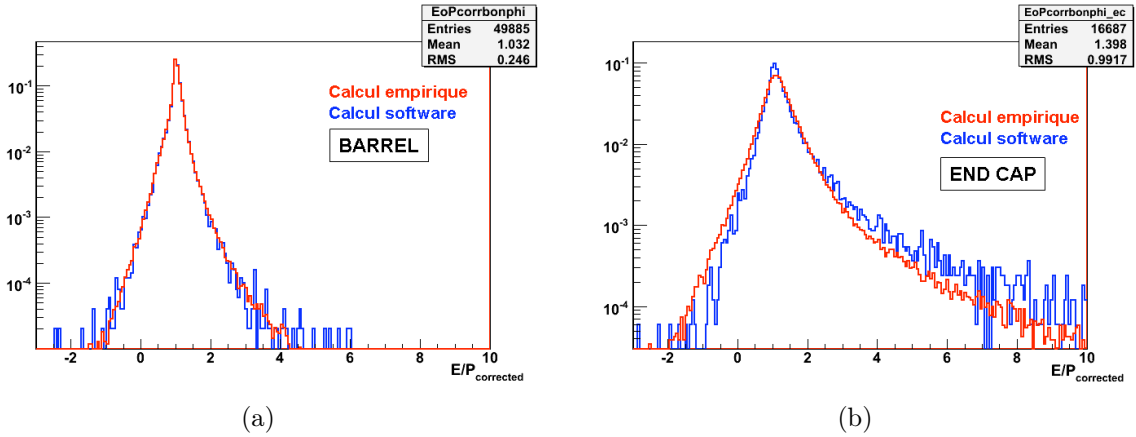 EoPcorrbonphi
Entries 49885
Mean 1.032
RMS 0.246
Calcul empirique
Calcul software
BARREL
10⁻¹
10⁻²
10⁻³
10⁻⁴
-2 0 2 4 6 8 10
E/P corrected
(a)
EoPcorrbonphi_ec
Entries 16687
Mean 1.398
RMS 0.9917
Calcul empirique
Calcul software
END CAP
10⁻¹
10⁻²
10⁻³
10⁻⁴
-2 0 2 4 6 8 10
E/P corrected
(b)